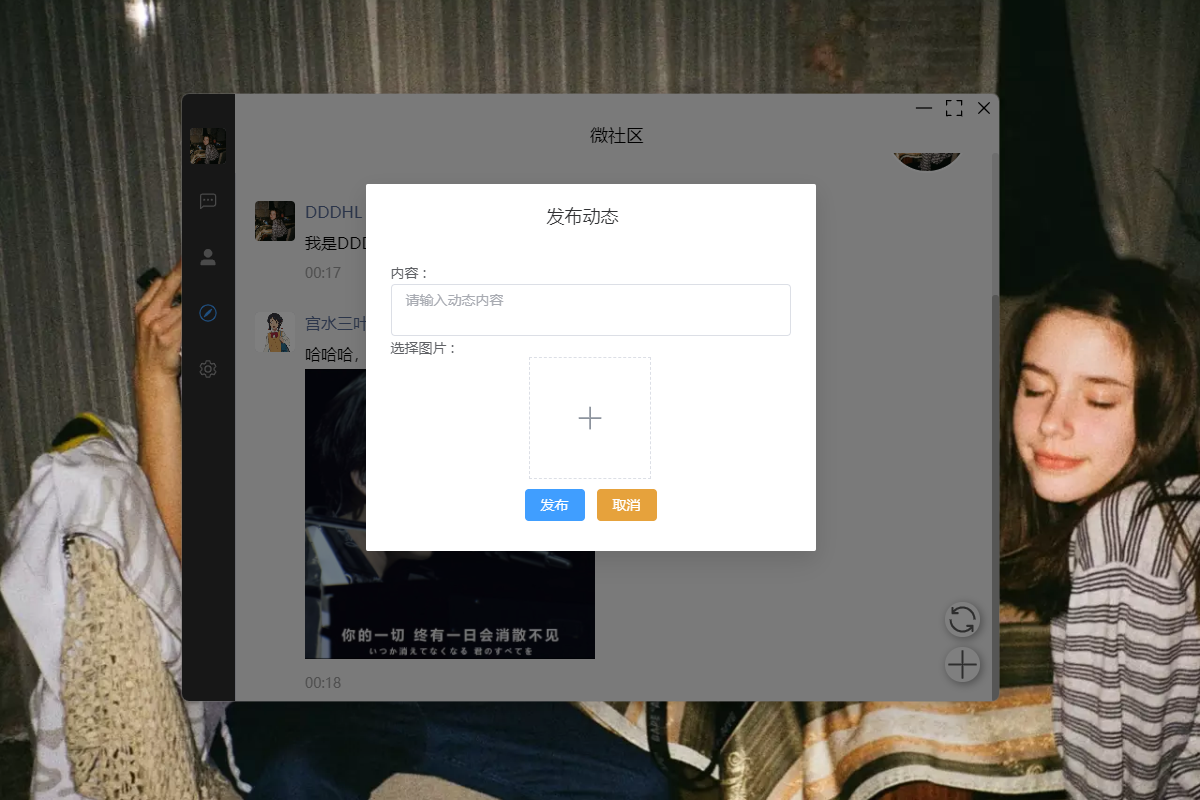 微社区
DDDHL
我是DDD
00:17
宫水三叶
哈哈哈，
你的一切 终有一日会消散不见
いつか消えてなくなる 君のすべてを
00:18
发布动态
内容 :
请输入动态内容
选择图片 :
发布
取消